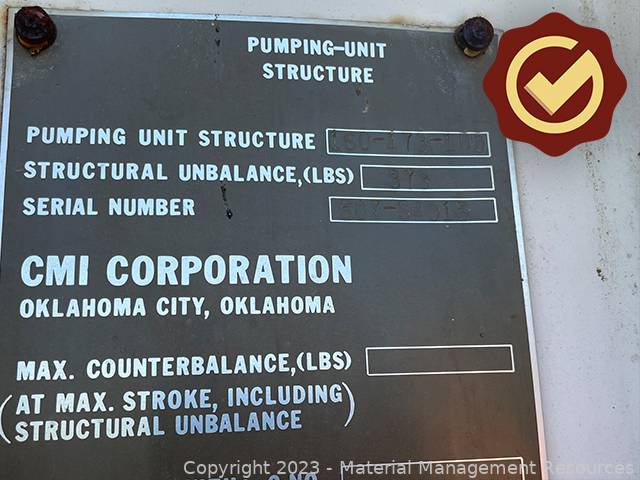 PUMPING-UNIT
STRUCTURE
PUMPING UNIT STRUCTURE
STRUCTURAL UNBALANCE,(LBS)
SERIAL NUMBER
CMI CORPORATION
OKLAHOMA CITY, OKLAHOMA
MAX. COUNTERBALANCE,(LBS)
(AT MAX. STROKE, INCLUDING
STRUCTURAL UNBALANCE)
Copyright 2023 - Material Management Resources